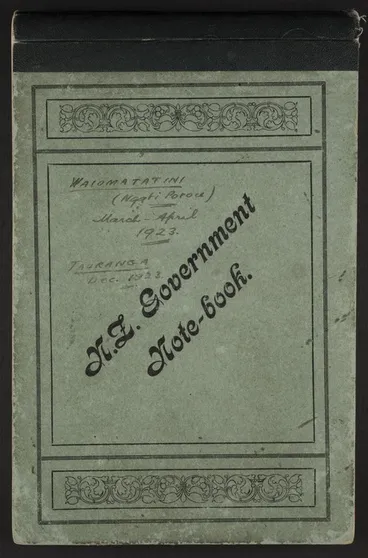 WAIOMATATINI
(Ngati Porou)
March - April
1923.
TAURANGA
Dec. 1923
N.Z. Government
Note-book.